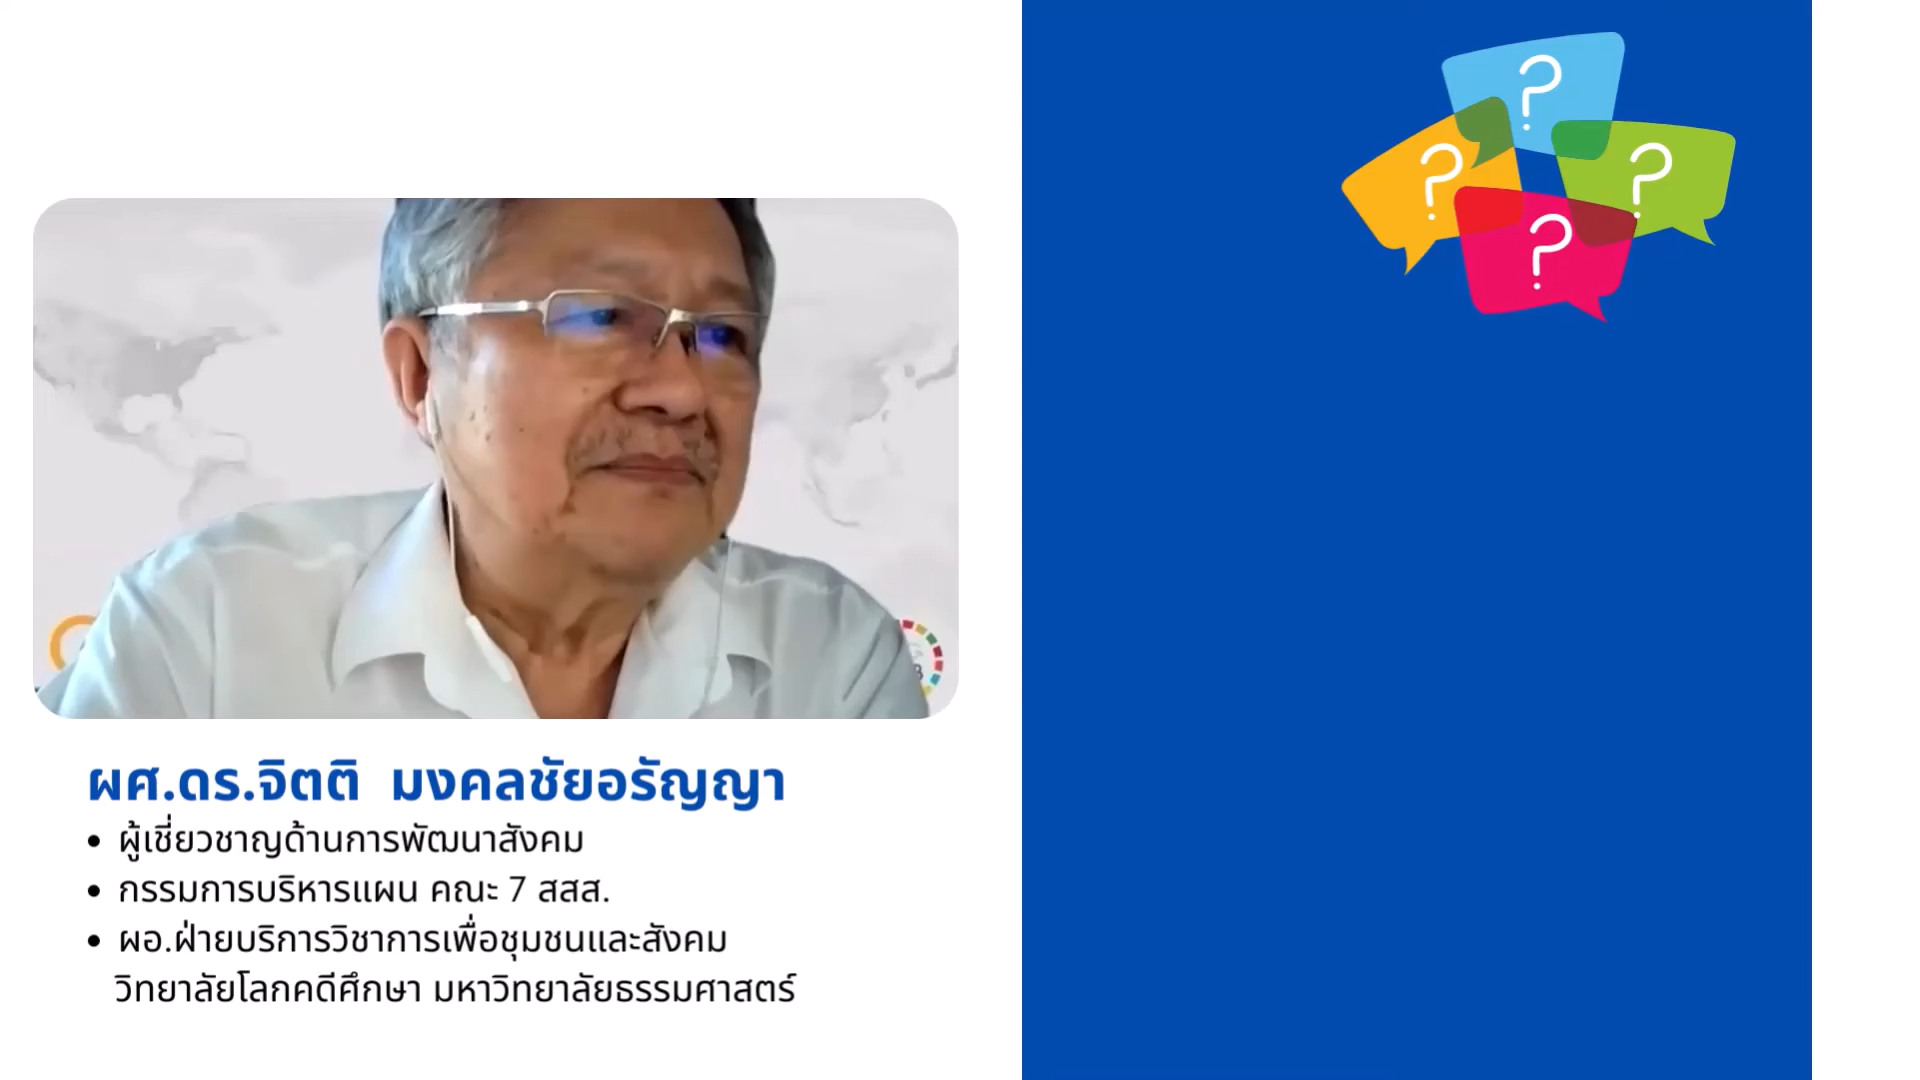 ผศ.ดร.จิตติ มงคลชัยอรัญญา
• ผู้เชี่ยวชาญด้านการพัฒนาสังคม
• กรรมการบริหารแผน คณะ 7 สสส.
• ผอ.ฝ่ายบริการวิชาการเพื่อชุมชนและสังคม
วิทยาลัยโลกคดีศึกษา มหาวิทยาลัยธรรมศาสตร์
?
?
?
?